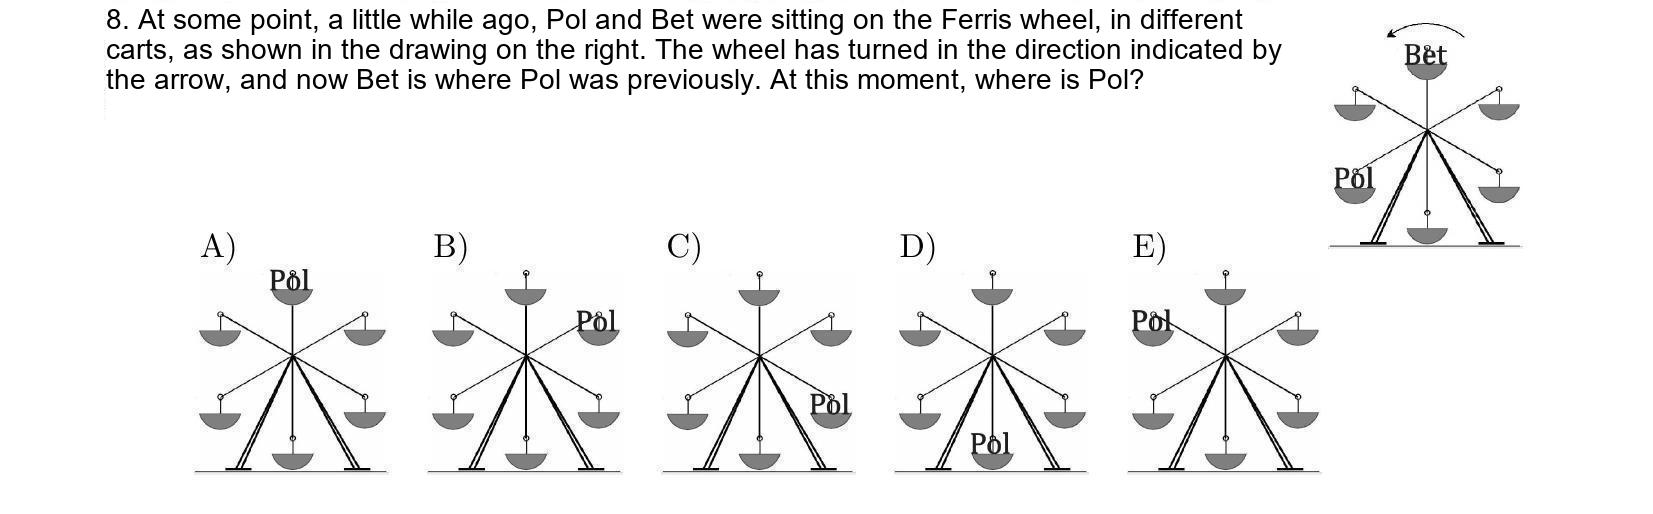 8. At some point, a little while ago, Pol and Bet were sitting on the Ferris wheel, in different
carts, as shown in the drawing on the right. The wheel has turned in the direction indicated by
the arrow, and now Bet is where Pol was previously. At this moment, where is Pol?
Bet
Pol
A)
B)
C)
D)
E)
Pol
Pol
Pol
Pol
Pol